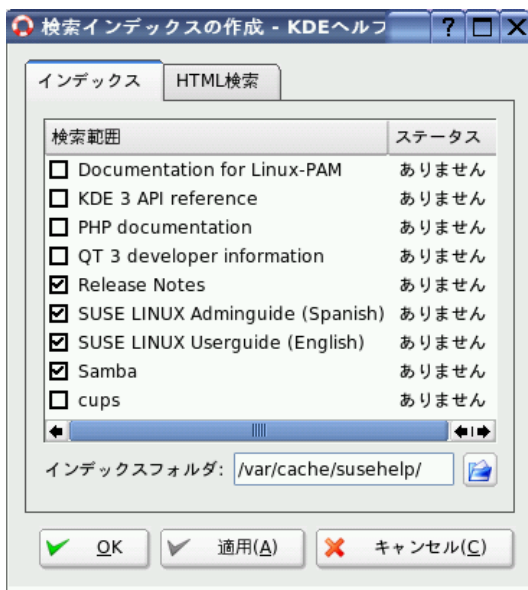 検索インデックスの作成 - KDEヘルプ
インデックス HTML検索
検索範囲 ステータス
Documentation for Linux-PAM ありません
KDE 3 API reference ありません
PHP documentation ありません
QT 3 developer information ありません
Release Notes ありません
SUSE LINUX Adminguide (Spanish) ありません
SUSE LINUX Userguide (English) ありません
Samba ありません
cups ありません
インデックスフォルダ: /var/cache/susehelp/
OK 適用(A) キャンセル(C)